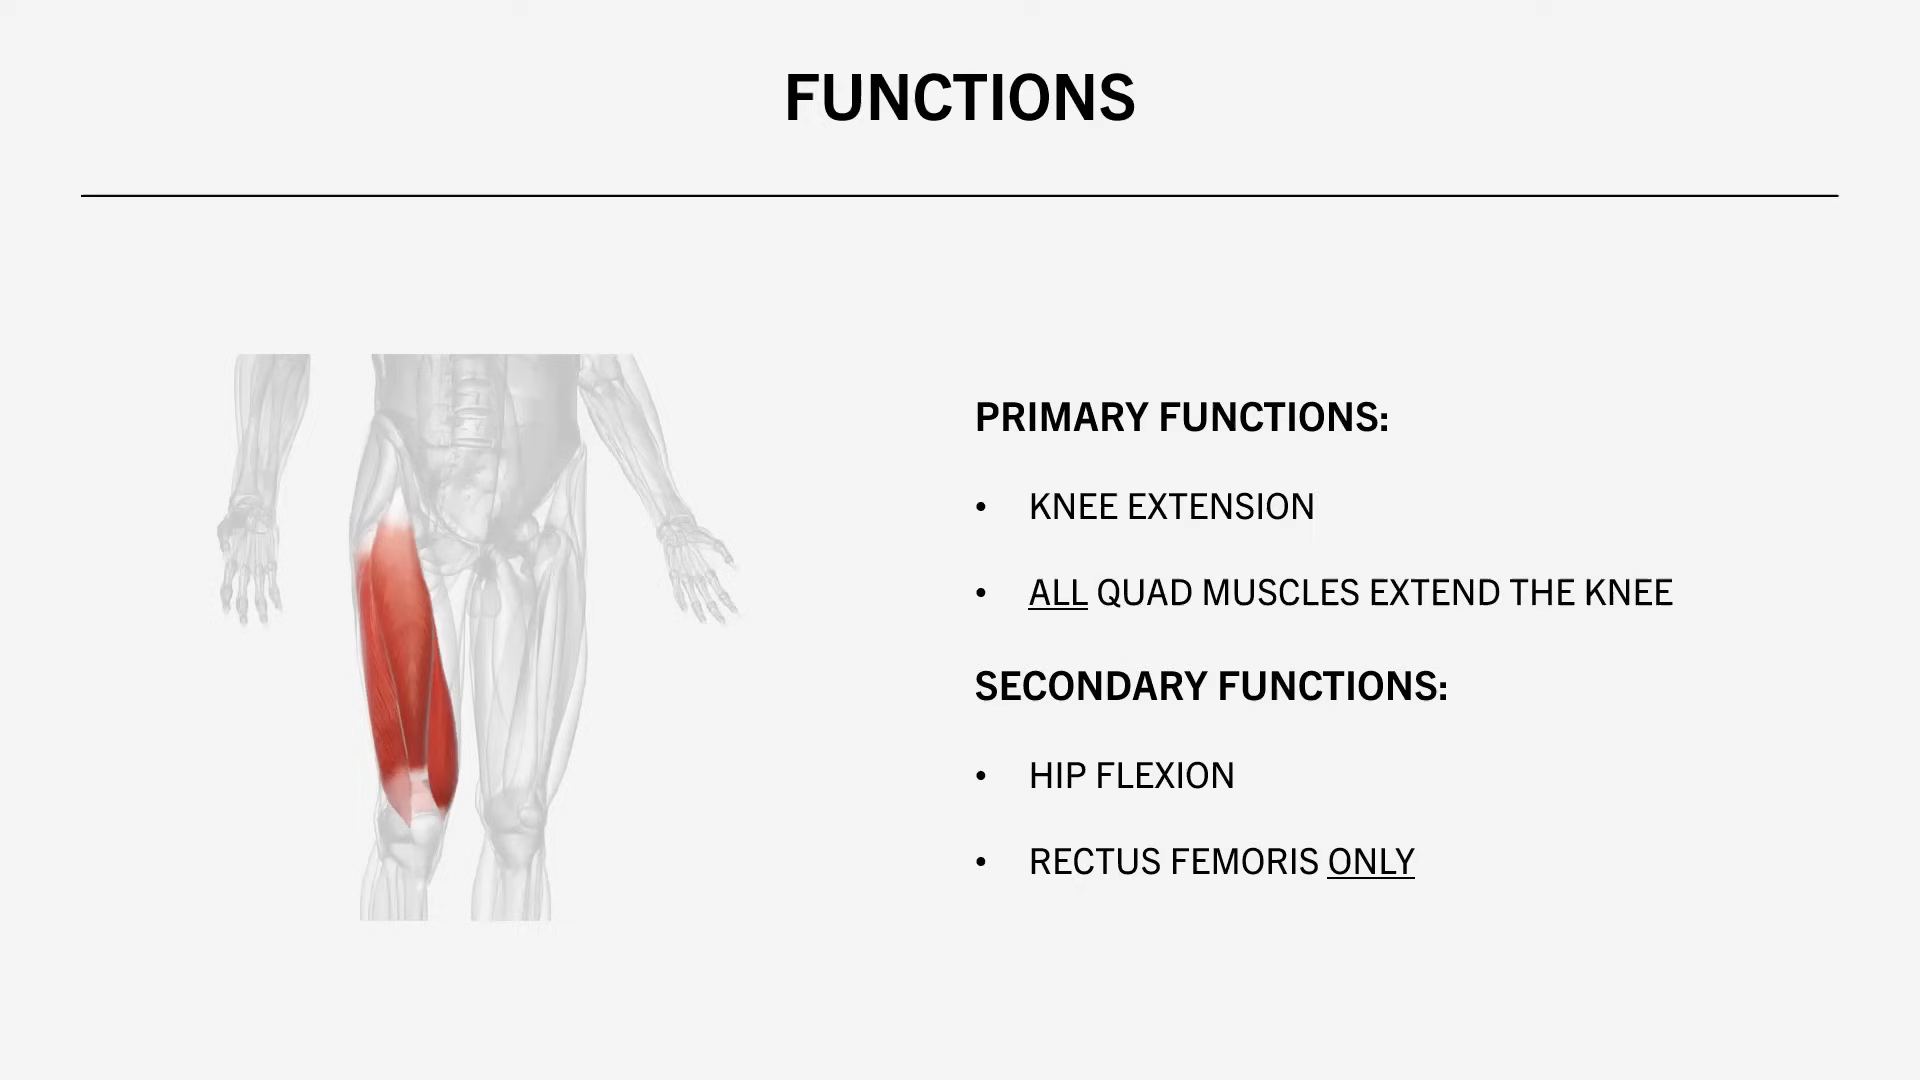 FUNCTIONS
PRIMARY FUNCTIONS:
• KNEE EXTENSION
• ALL QUAD MUSCLES EXTEND THE KNEE
SECONDARY FUNCTIONS:
• HIP FLEXION
• RECTUS FEMORIS ONLY